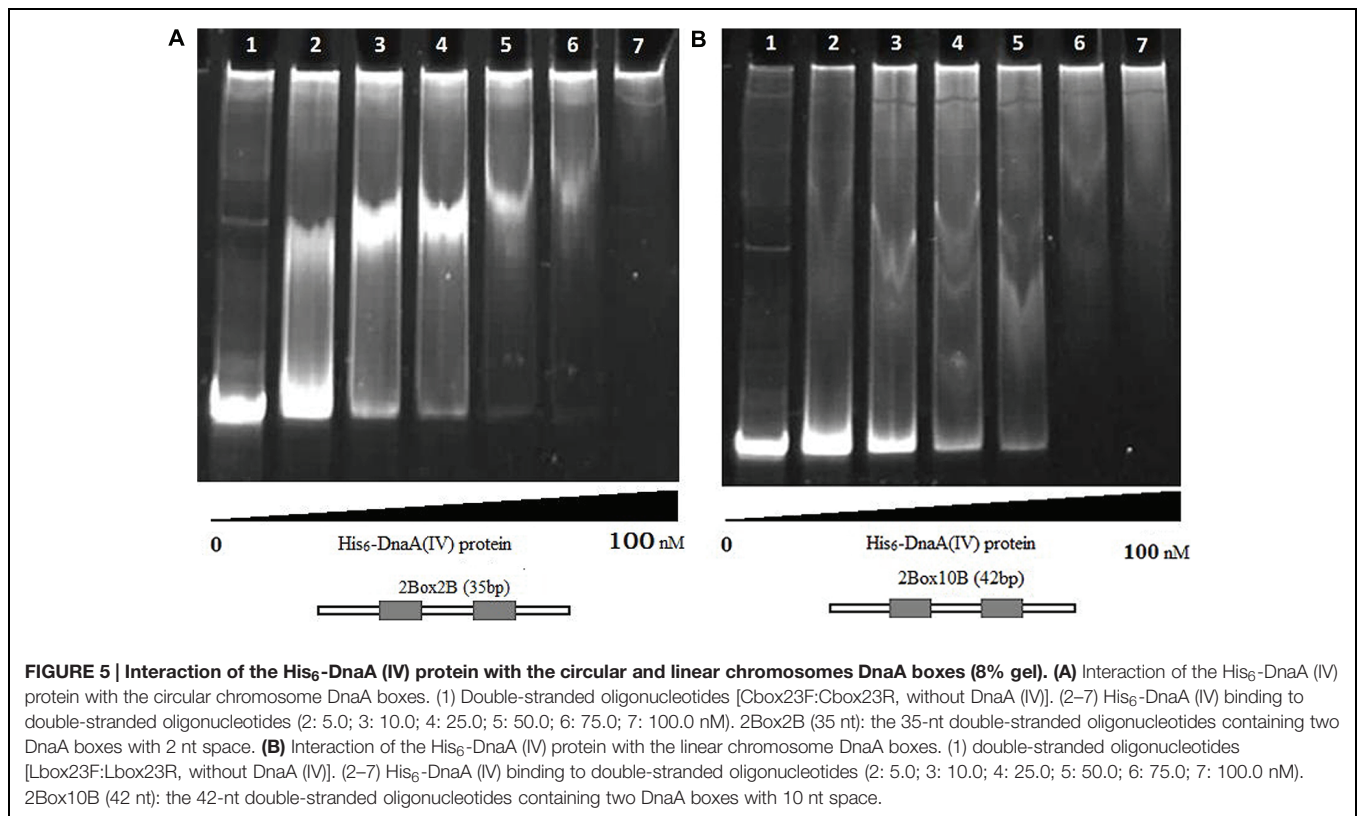 A
1 2 3 4 5 6 7
B
1 2 3 4 5 6 7
0 His6-DnaA(IV) protein 100 nM
2Box2B (35bp)
0 His6-DnaA(IV) protein 100 nM
2Box10B (42bp)
FIGURE 5 | Interaction of the His6-DnaA (IV) protein with the circular and linear chromosomes DnaA boxes (8% gel). (A) Interaction of the His6-DnaA (IV)
protein with the circular chromosome DnaA boxes. (1) Double-stranded oligonucleotides [Cbox23F:Cbox23R, without DnaA (IV)]. (2–7) His6-DnaA (IV) binding to
double-stranded oligonucleotides (2: 5.0; 3: 10.0; 4: 25.0; 5: 50.0; 6: 75.0; 7: 100.0 nM). 2Box2B (35 nt): the 35-nt double-stranded oligonucleotides containing two
DnaA boxes with 2 nt space. (B) Interaction of the His6-DnaA (IV) protein with the linear chromosome DnaA boxes. (1) double-stranded oligonucleotides
[Lbox23F:Lbox23R, without DnaA (IV)]. (2–7) His6-DnaA (IV) binding to double-stranded oligonucleotides (2: 5.0; 3: 10.0; 4: 25.0; 5: 50.0; 6: 75.0; 7: 100.0 nM).
2Box10B (42 nt): the 42-nt double-stranded oligonucleotides containing two DnaA boxes with 10 nt space.